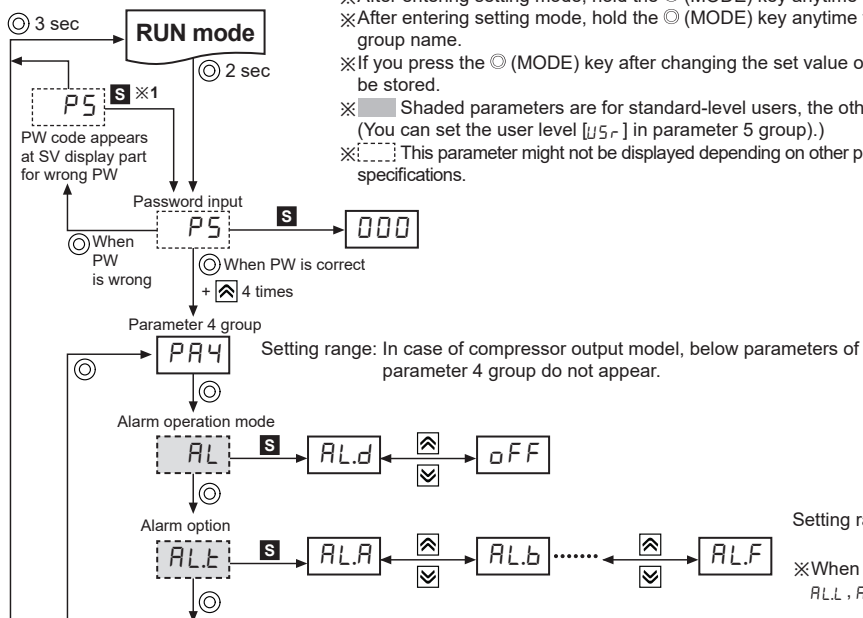 ※After entering setting mode, hold the ◎ (MODE) key anytime
◎ 3 sec
RUN mode
※After entering setting mode, hold the ◎ (MODE) key anytime
group name.
◎ 2 sec
※If you press the ◎ (MODE) key after changing the set value o
be stored.
PS S ※1
※ Shaded parameters are for standard-level users, the oth
(You can set the user level [USr] in parameter 5 group).)
PW code appears
at SV display part
for wrong PW
※ This parameter might not be displayed depending on other p
specifications.
Password input
PS S 000
◎When
PW
is wrong
◎When PW is correct
+ 4 times
Parameter 4 group
PA4
Setting range: In case of compressor output model, below parameters of
parameter 4 group do not appear.
◎
◎
Alarm operation mode
AL S AL.d oFF
◎
Alarm option
Setting ra
AL.t S AL.A AL.b ....... AL.F
※When
AL.L , A
◎